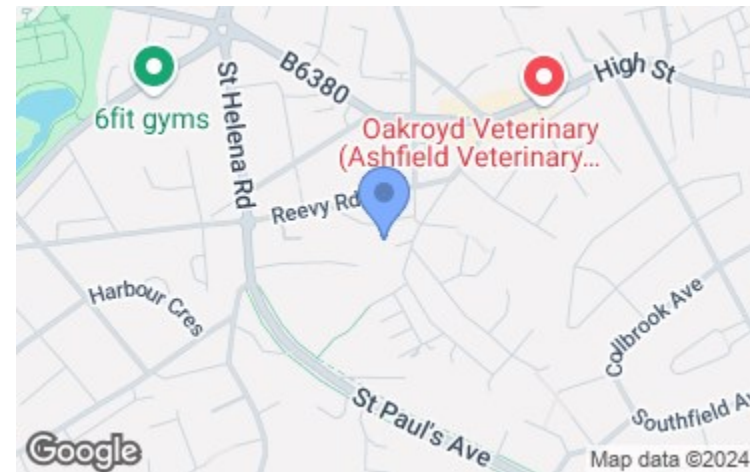 B6380
High St
6fit gyms
St Helena Rd
Oakroyd Veterinary
(Ashfield Veterinary...
Reevy Rd
Harbour Cres
Collbrook Ave
St Paul's Ave
Southfield Av
Google
Map data ©2024